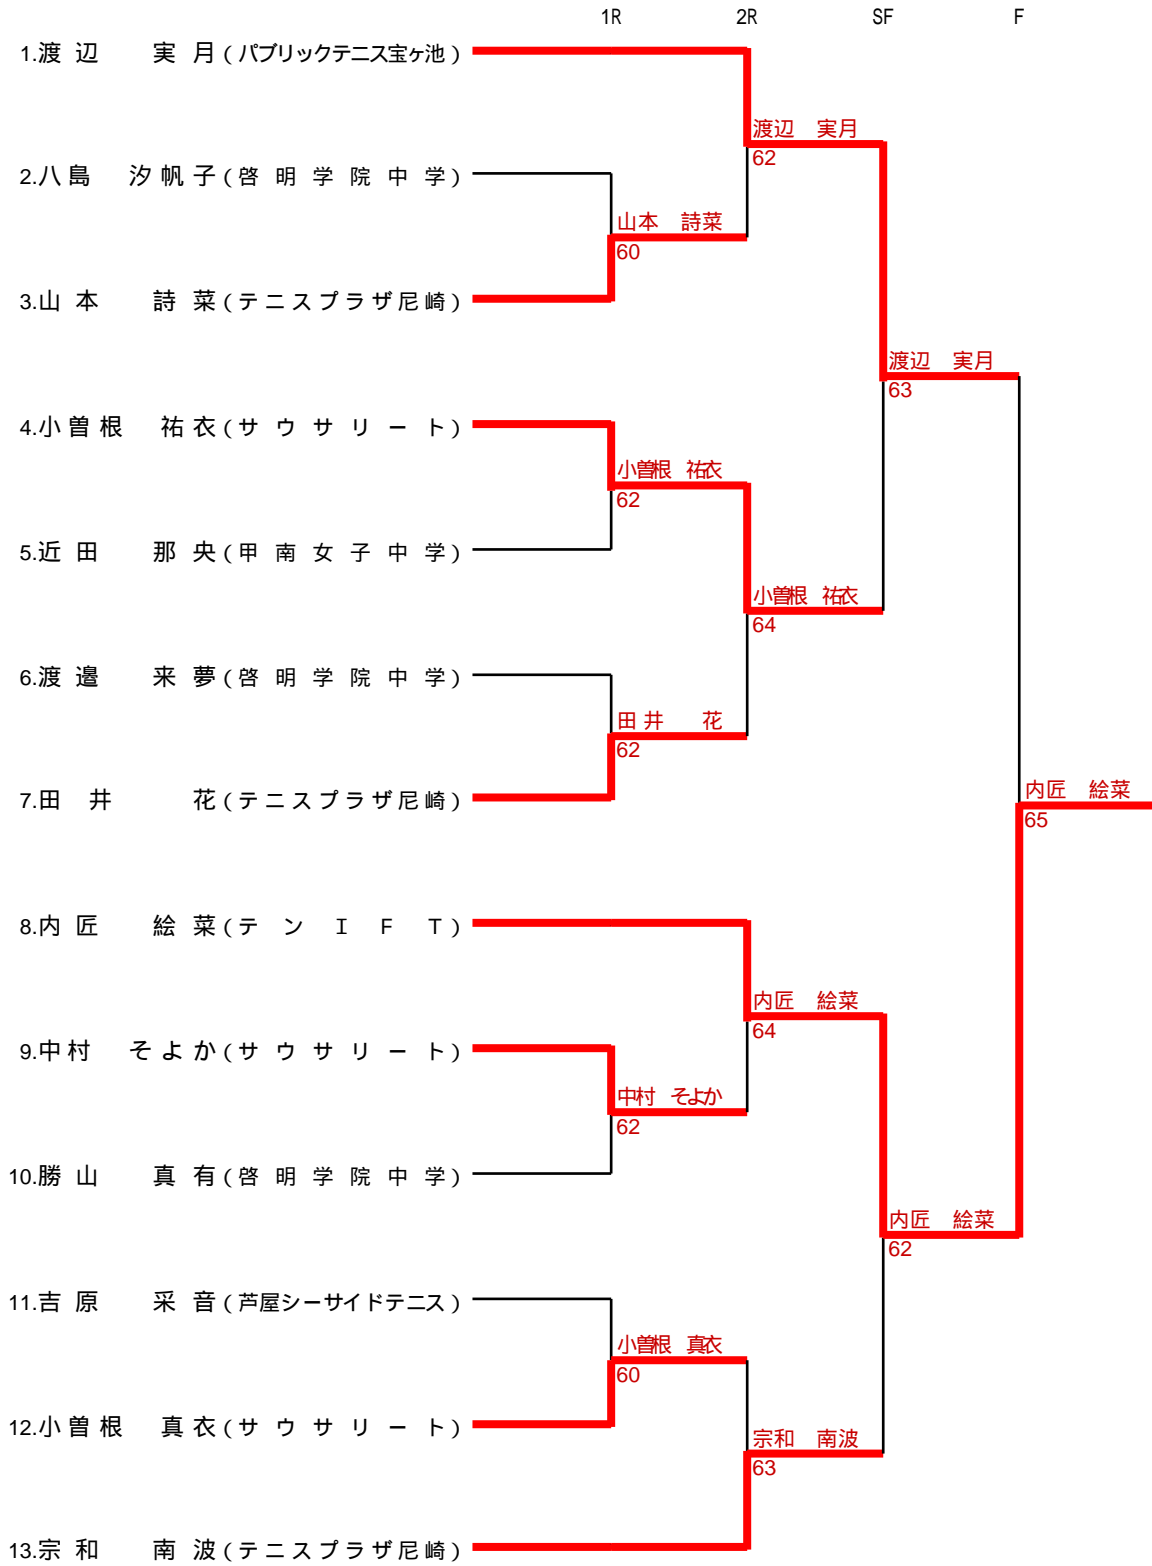 1R 2R SF F
1.渡辺 実月(パブリックテニス宝ヶ池)
渡辺 実月
62
2.八島 汐帆子(啓明学院中学)
山本 詩菜
60
3.山本 詩菜(テニスプラザ尼崎)
渡辺 実月
63
4.小曽根 祐衣(サウサリート)
小曽根 祐衣
62
5.近田 那央(甲南女子中学)
小曽根 祐衣
64
6.渡邉 来夢(啓明学院中学)
田井 花
62
7.田井 花(テニスプラザ尼崎)
内匠 絵菜
65
8.内匠 絵菜(テンIFT)
内匠 絵菜
64
9.中村 そよか(サウサリート)
中村 そよか
62
10.勝山 真有(啓明学院中学)
内匠 絵菜
62
11.吉原 采音(芦屋シーサイドテニス)
小曽根 真衣
60
12.小曽根 真衣(サウサリート)
宗和 南波
63
13.宗和 南波(テニスプラザ尼崎)